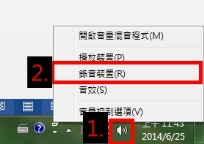 開啟音量混音程式(M)
播放裝置(P)
2.
錄音裝置(R)
音效(S)
音量控制選項(V)
1.
上午 11:43
2014/6/25